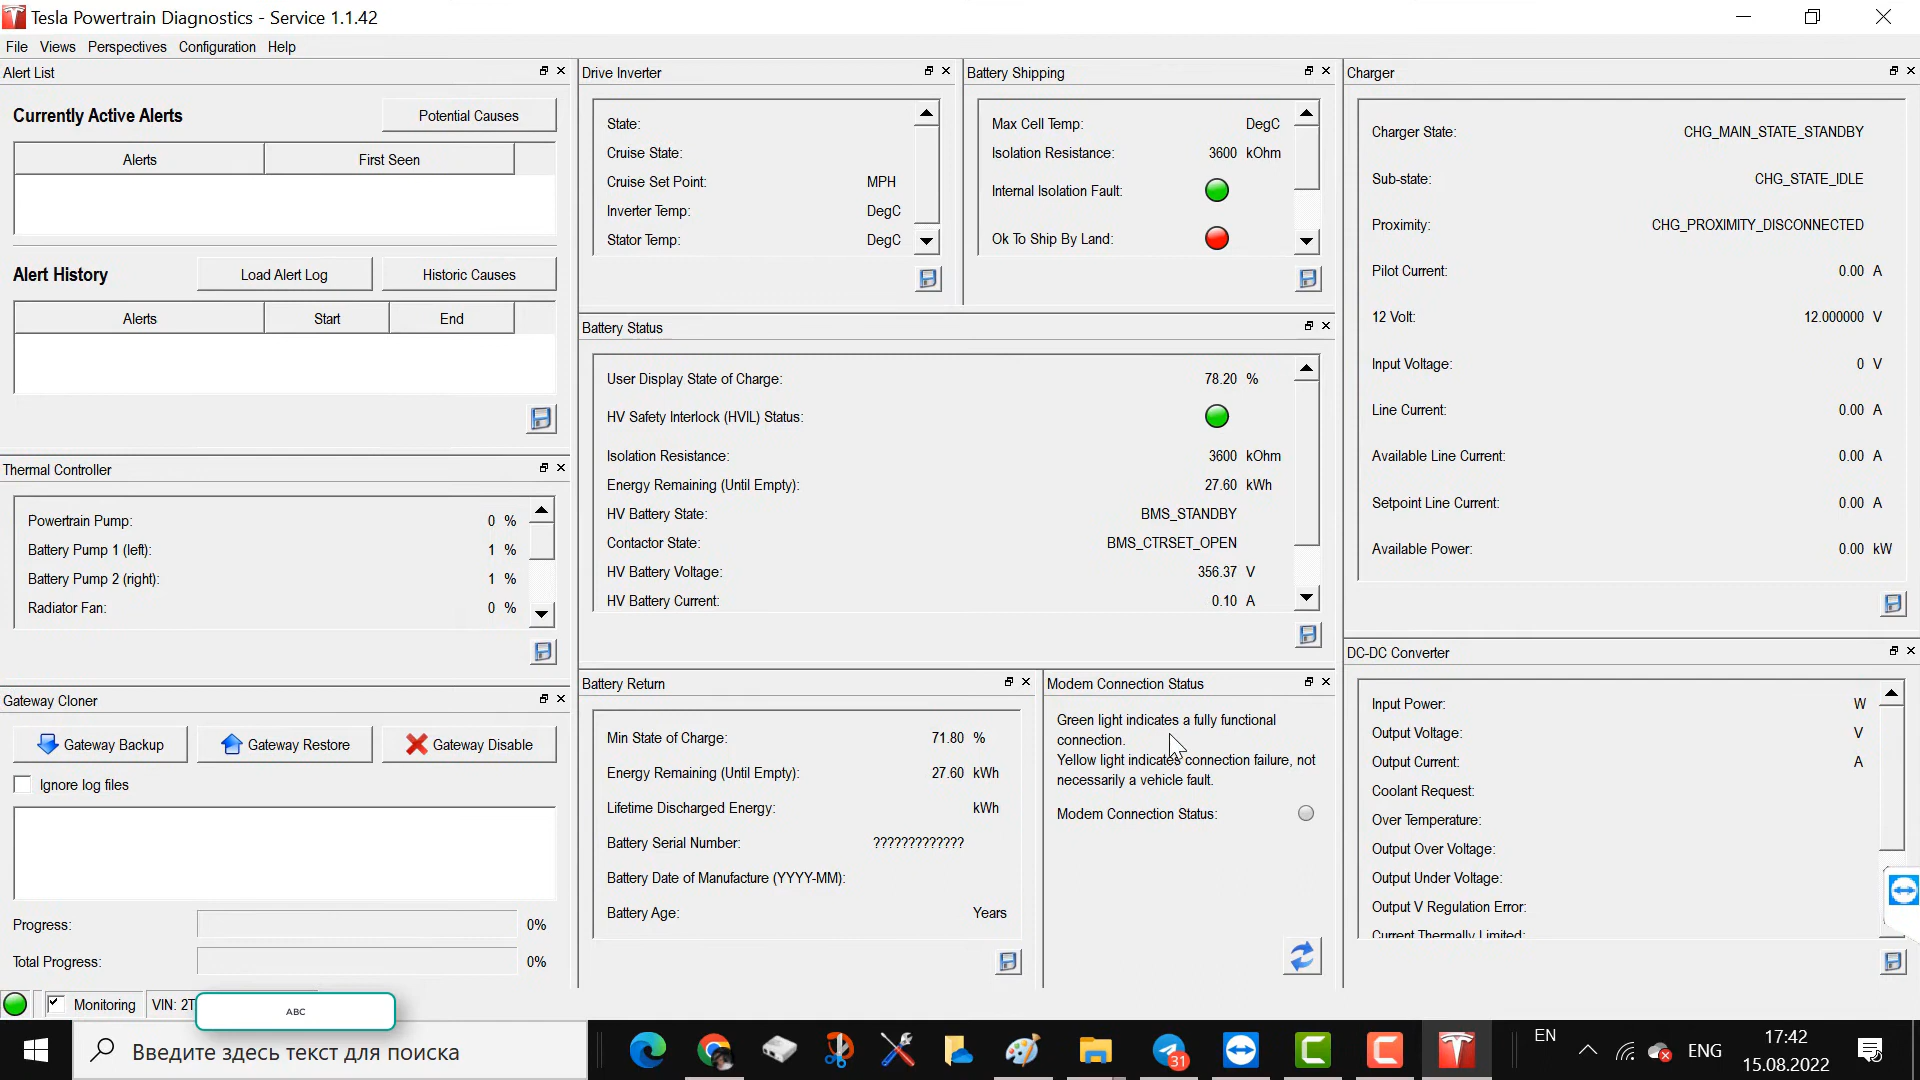 Tesla Powertrain Diagnostics - Service 1.1.42
File Views Perspectives Configuration Help
Alert List
Currently Active Alerts
Potential Causes
Alerts First Seen
Alert History
Load Alert Log
Historic Causes
Alerts Start End
Thermal Controller
Powertrain Pump: 0 %
Battery Pump 1 (left): 1 %
Battery Pump 2 (right): 1 %
Radiator Fan: 0 %
Gateway Cloner
Gateway Backup
Gateway Restore
Gateway Disable
Ignore log files
Progress: 0%
Total Progress: 0%
Drive Inverter
State:
Cruise State:
Cruise Set Point: MPH
Inverter Temp: DegC
Stator Temp: DegC
Battery Shipping
Max Cell Temp: DegC
Isolation Resistance: 3600 kOhm
Internal Isolation Fault:
Ok To Ship By Land:
Battery Status
User Display State of Charge: 78.20 %
HV Safety Interlock (HVIL) Status:
Isolation Resistance: 3600 kOhm
Energy Remaining (Until Empty): 27.60 kWh
HV Battery State: BMS_STANDBY
Contactor State: BMS_CTRSET_OPEN
HV Battery Voltage: 356.37 V
HV Battery Current: 0.10 A
Battery Return
Min State of Charge: 71.80 %
Energy Remaining (Until Empty): 27.60 kWh
Lifetime Discharged Energy: kWh
Battery Serial Number: ?????????????
Battery Date of Manufacture (YYYY-MM):
Battery Age: Years
Modem Connection Status
Green light indicates a fully functional
connection.
Yellow light indicates connection failure, not
necessarily a vehicle fault.
Modem Connection Status:
Charger
Charger State: CHG_MAIN_STATE_STANDBY
Sub-state: CHG_STATE_IDLE
Proximity: CHG_PROXIMITY_DISCONNECTED
Pilot Current: 0.00 A
12 Volt: 12.000000 V
Input Voltage: 0 V
Line Current: 0.00 A
Available Line Current: 0.00 A
Setpoint Line Current: 0.00 A
Available Power: 0.00 kW
DC-DC Converter
Input Power: W
Output Voltage: V
Output Current: A
Coolant Request:
Over Temperature:
Output Over Voltage:
Output Under Voltage:
Output V Regulation Error:
Current Thermally Limited:
Monitoring
VIN: 2T
ABC
Введите здесь текст для поиска
31
EN
ENG
17:42
15.08.2022